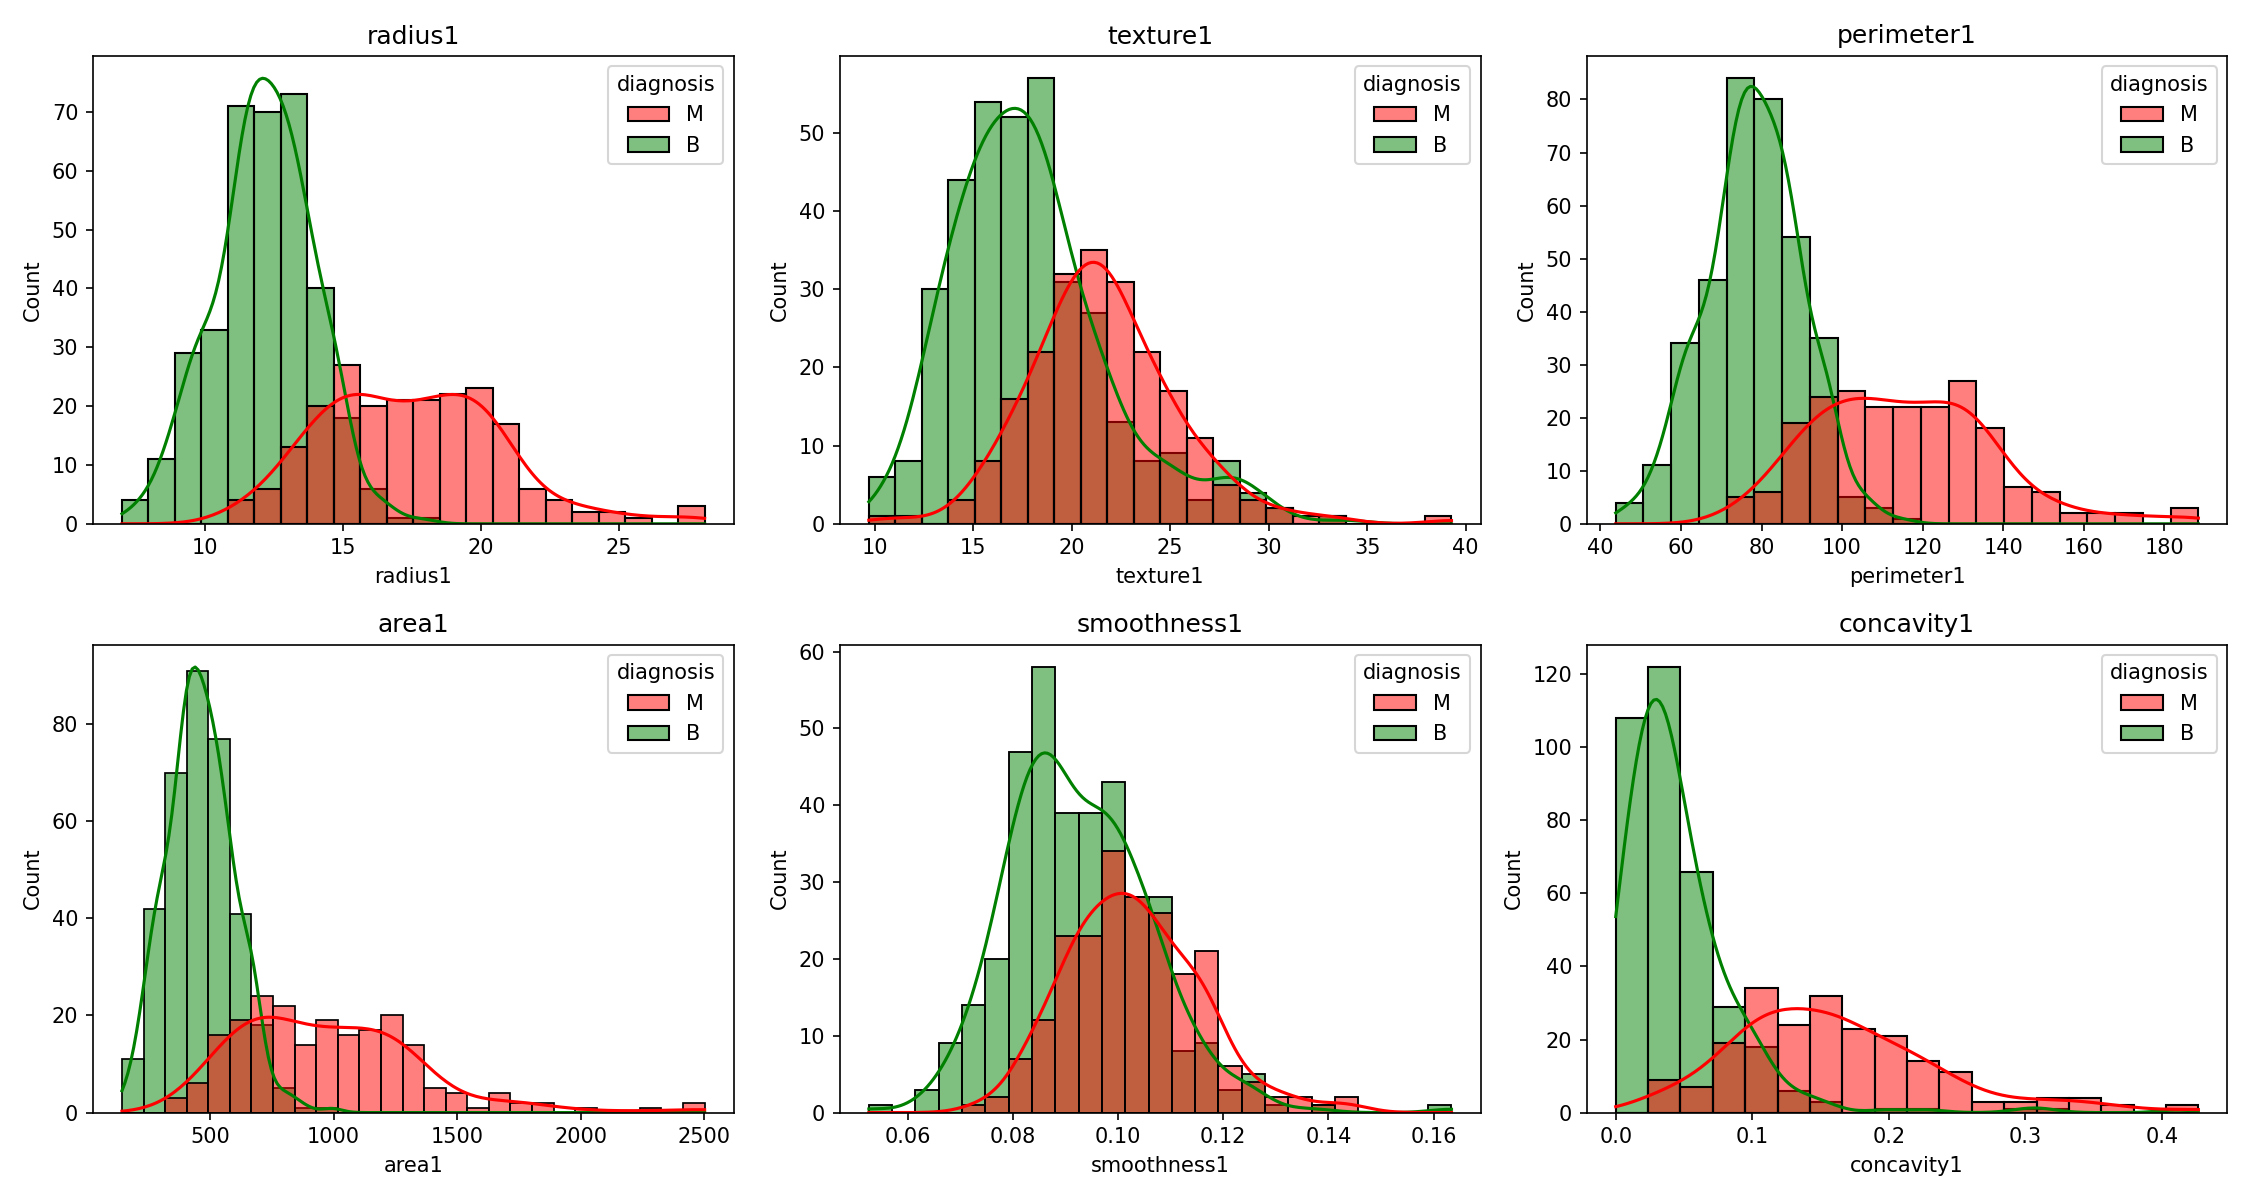 radius1
diagnosis
M
B
Count
0
10
20
30
40
50
60
70
10 15 20 25
radius1
texture1
diagnosis
M
B
Count
0
10
20
30
40
50
10 15 20 25 30 35 40
texture1
perimeter1
diagnosis
M
B
Count
0
10
20
30
40
50
60
70
80
40 60 80 100 120 140 160 180
perimeter1
area1
diagnosis
M
B
Count
0
20
40
60
80
500 1000 1500 2000 2500
area1
smoothness1
diagnosis
M
B
Count
0
10
20
30
40
50
60
0.06 0.08 0.10 0.12 0.14 0.16
smoothness1
concavity1
diagnosis
M
B
Count
0
20
40
60
80
100
120
0.0 0.1 0.2 0.3 0.4
concavity1